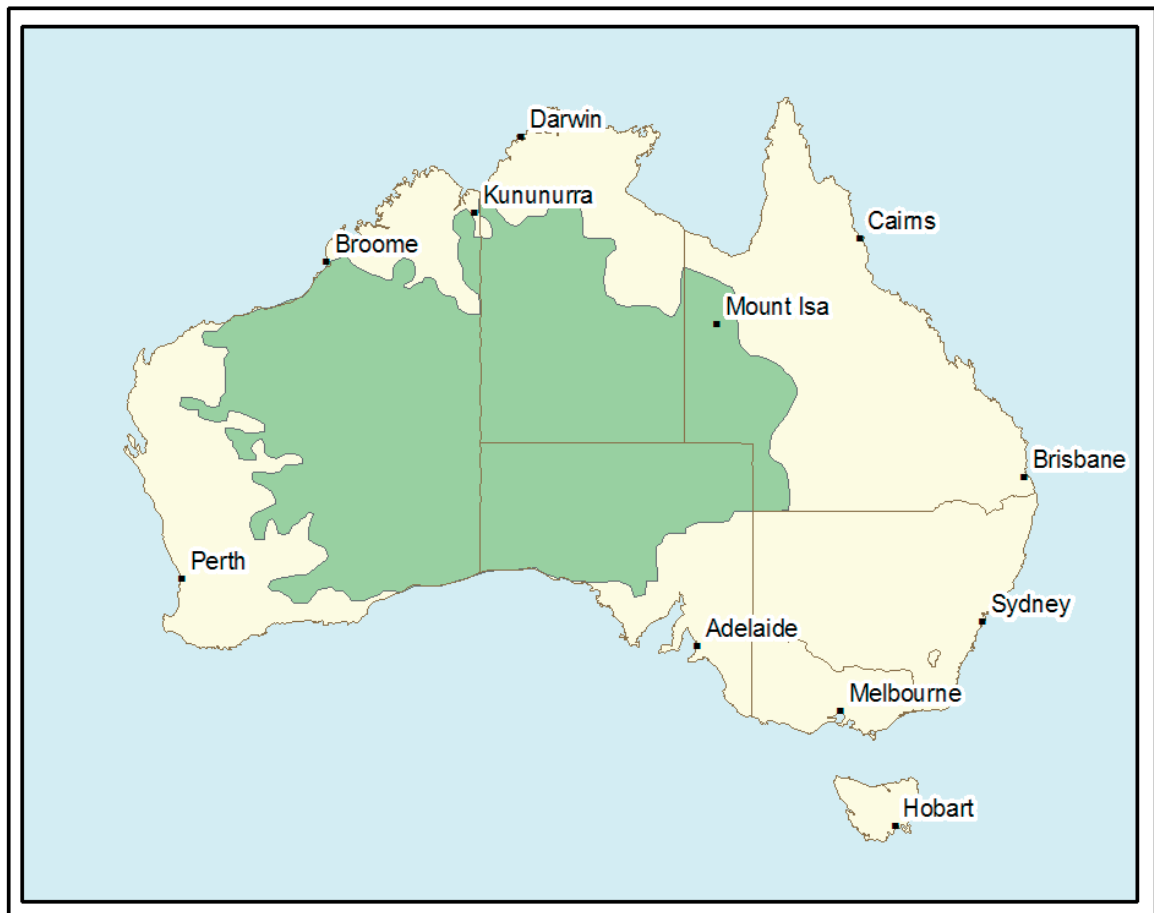 Darwin
Kununurra
Cairns
Broome
Mount Isa
Brisbane
Perth
Sydney
Adelaide
Melbourne
Hobart